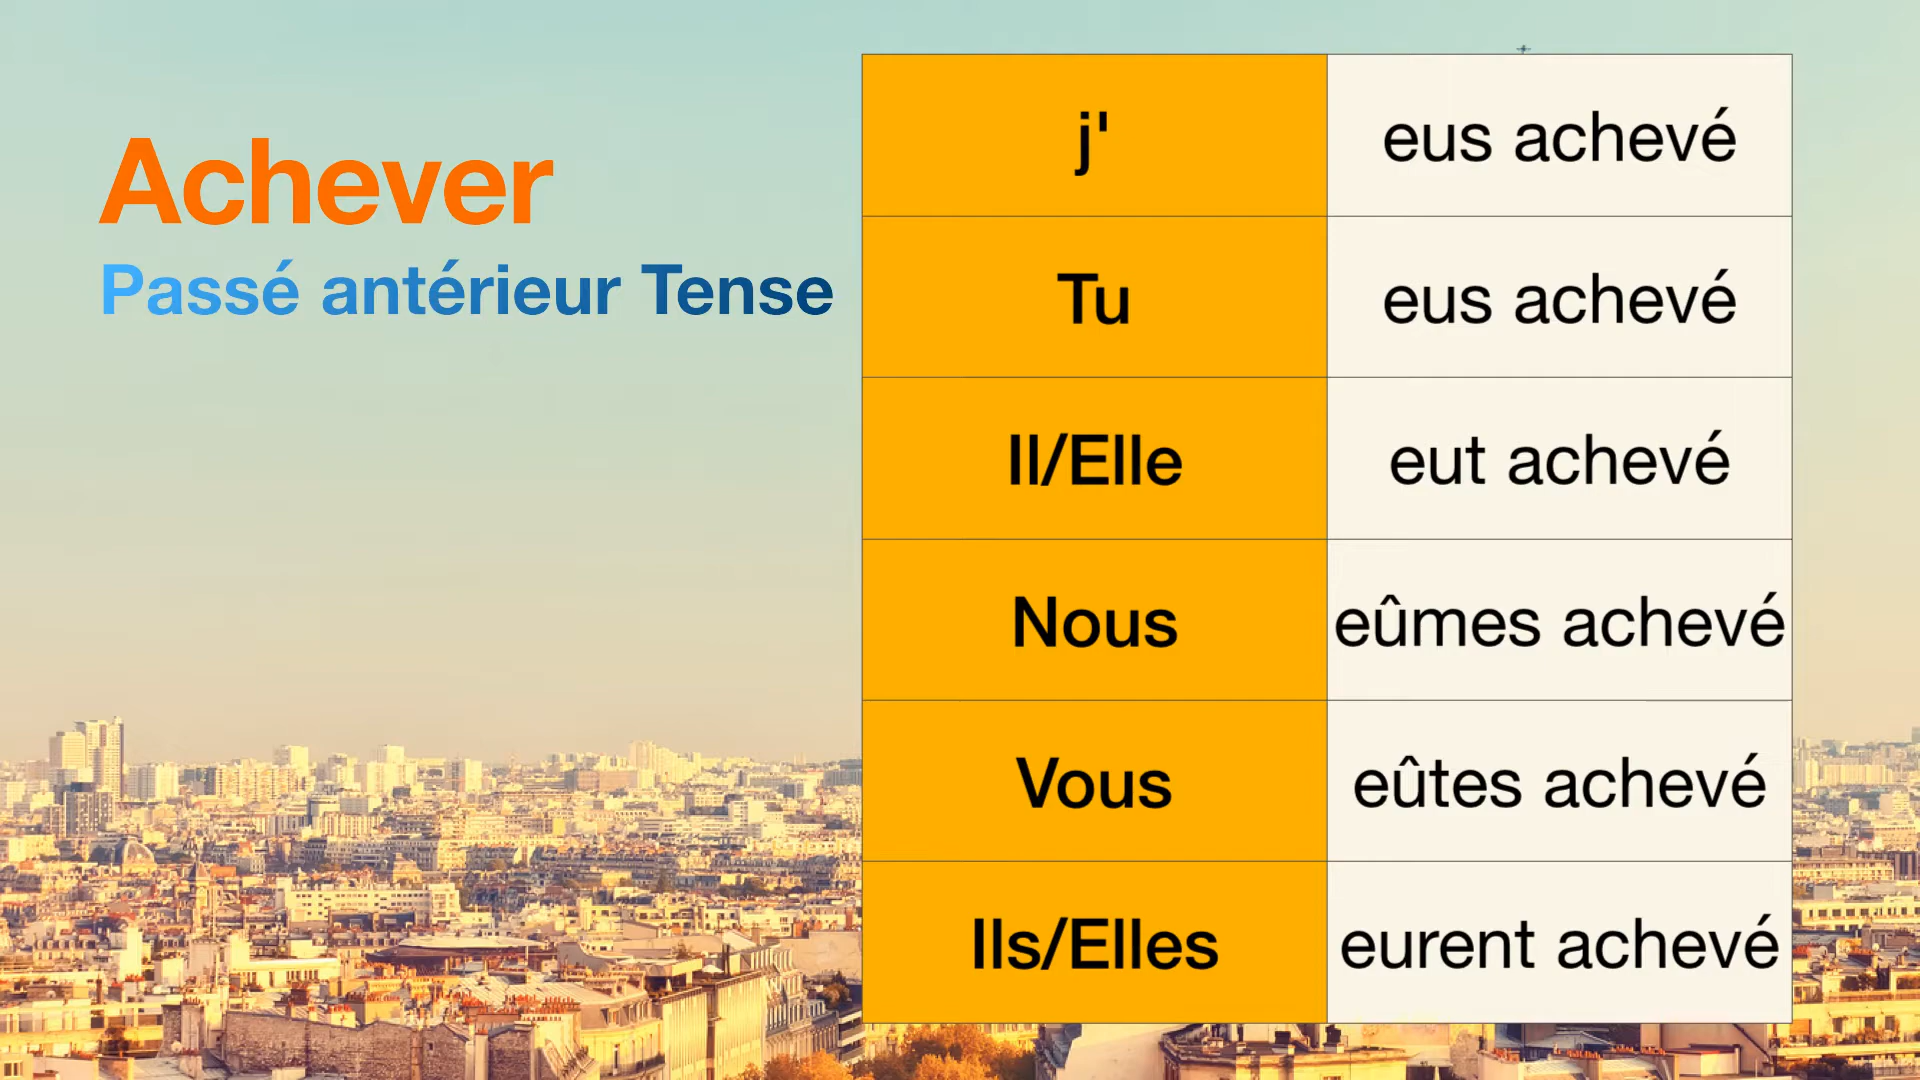 Achever
Passé antérieur Tense
j' eus achevé
Tu eus achevé
Il/Elle eut achevé
Nous eûmes achevé
Vous eûtes achevé
Ils/Elles eurent achevé